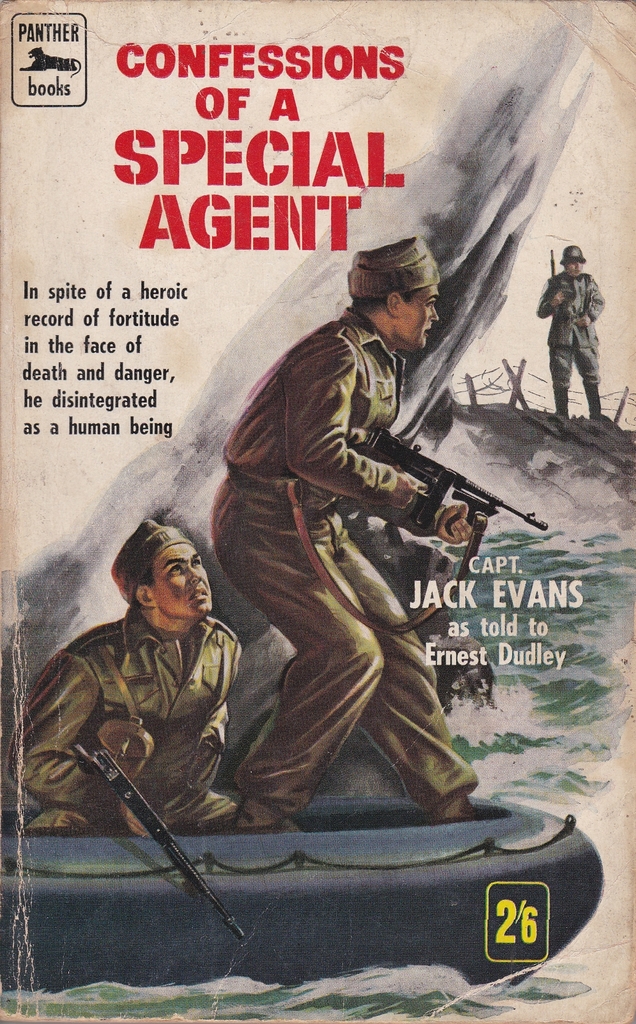 PANTHER
books
CONFESSIONS
OF A
SPECIAL
AGENT
In spite of a heroic
record of fortitude
in the face of
death and danger,
he disintegrated
as a human being
CAPT.
JACK EVANS
as told to
Ernest Dudley
2/6